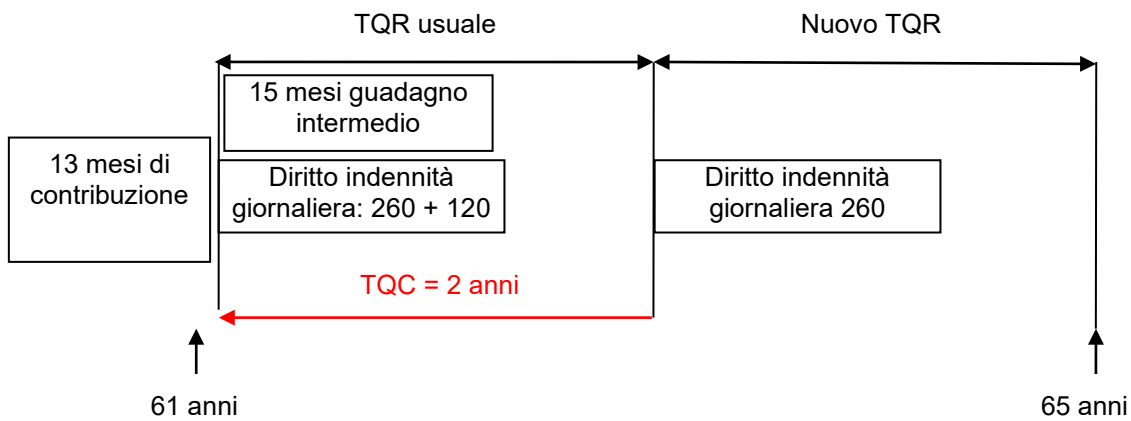 TQR usuale
Nuovo TQR
15 mesi guadagno
intermedio
13 mesi di
contribuzione
Diritto indennità
giornaliera: 260 + 120
Diritto indennità
giornaliera 260
TQC = 2 anni
61 anni
65 anni